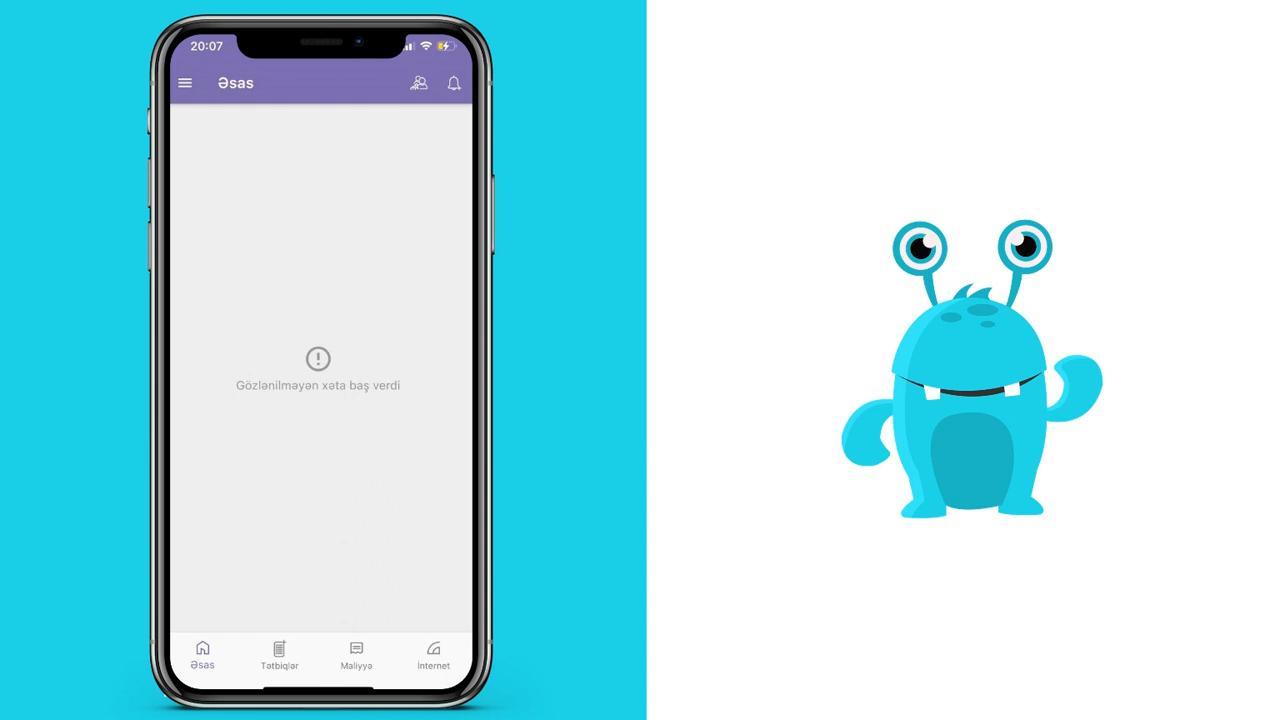 20:07
Əsas
Gözlənilməyən xəta baş verdi
Əsas
Tətbiqlər
Maliyyə
İnternet